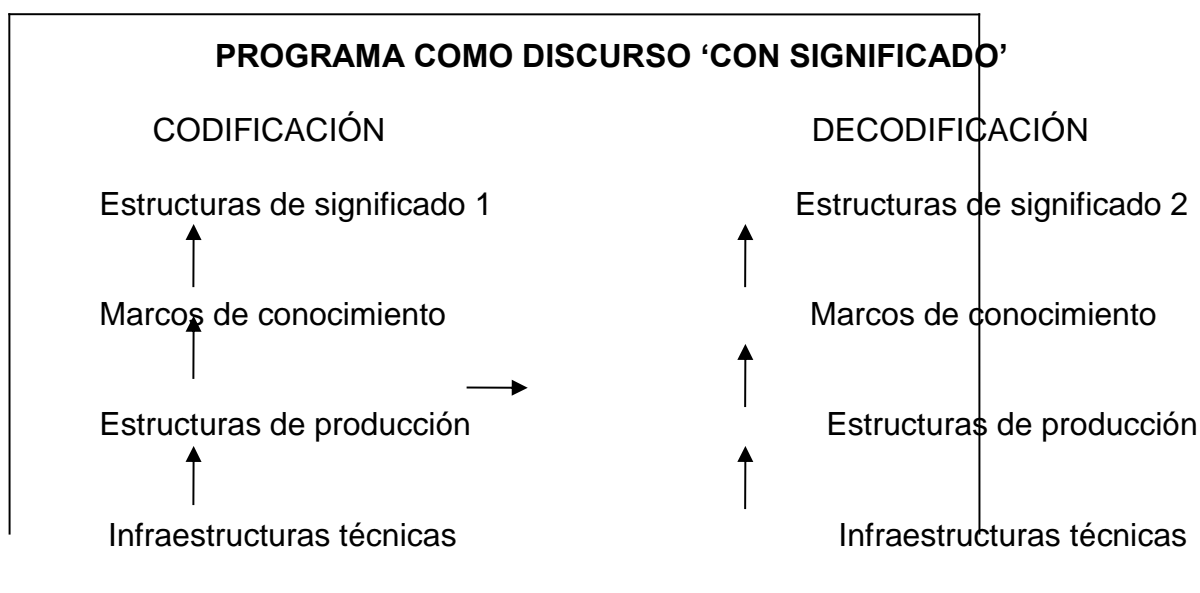 PROGRAMA COMO DISCURSO ‘CON SIGNIFICADO’
CODIFICACIÓN DECODIFICACIÓN
Estructuras de significado 1 Estructuras de significado 2
Marcos de conocimiento Marcos de conocimiento
Estructuras de producción Estructuras de producción
Infraestructuras técnicas Infraestructuras técnicas